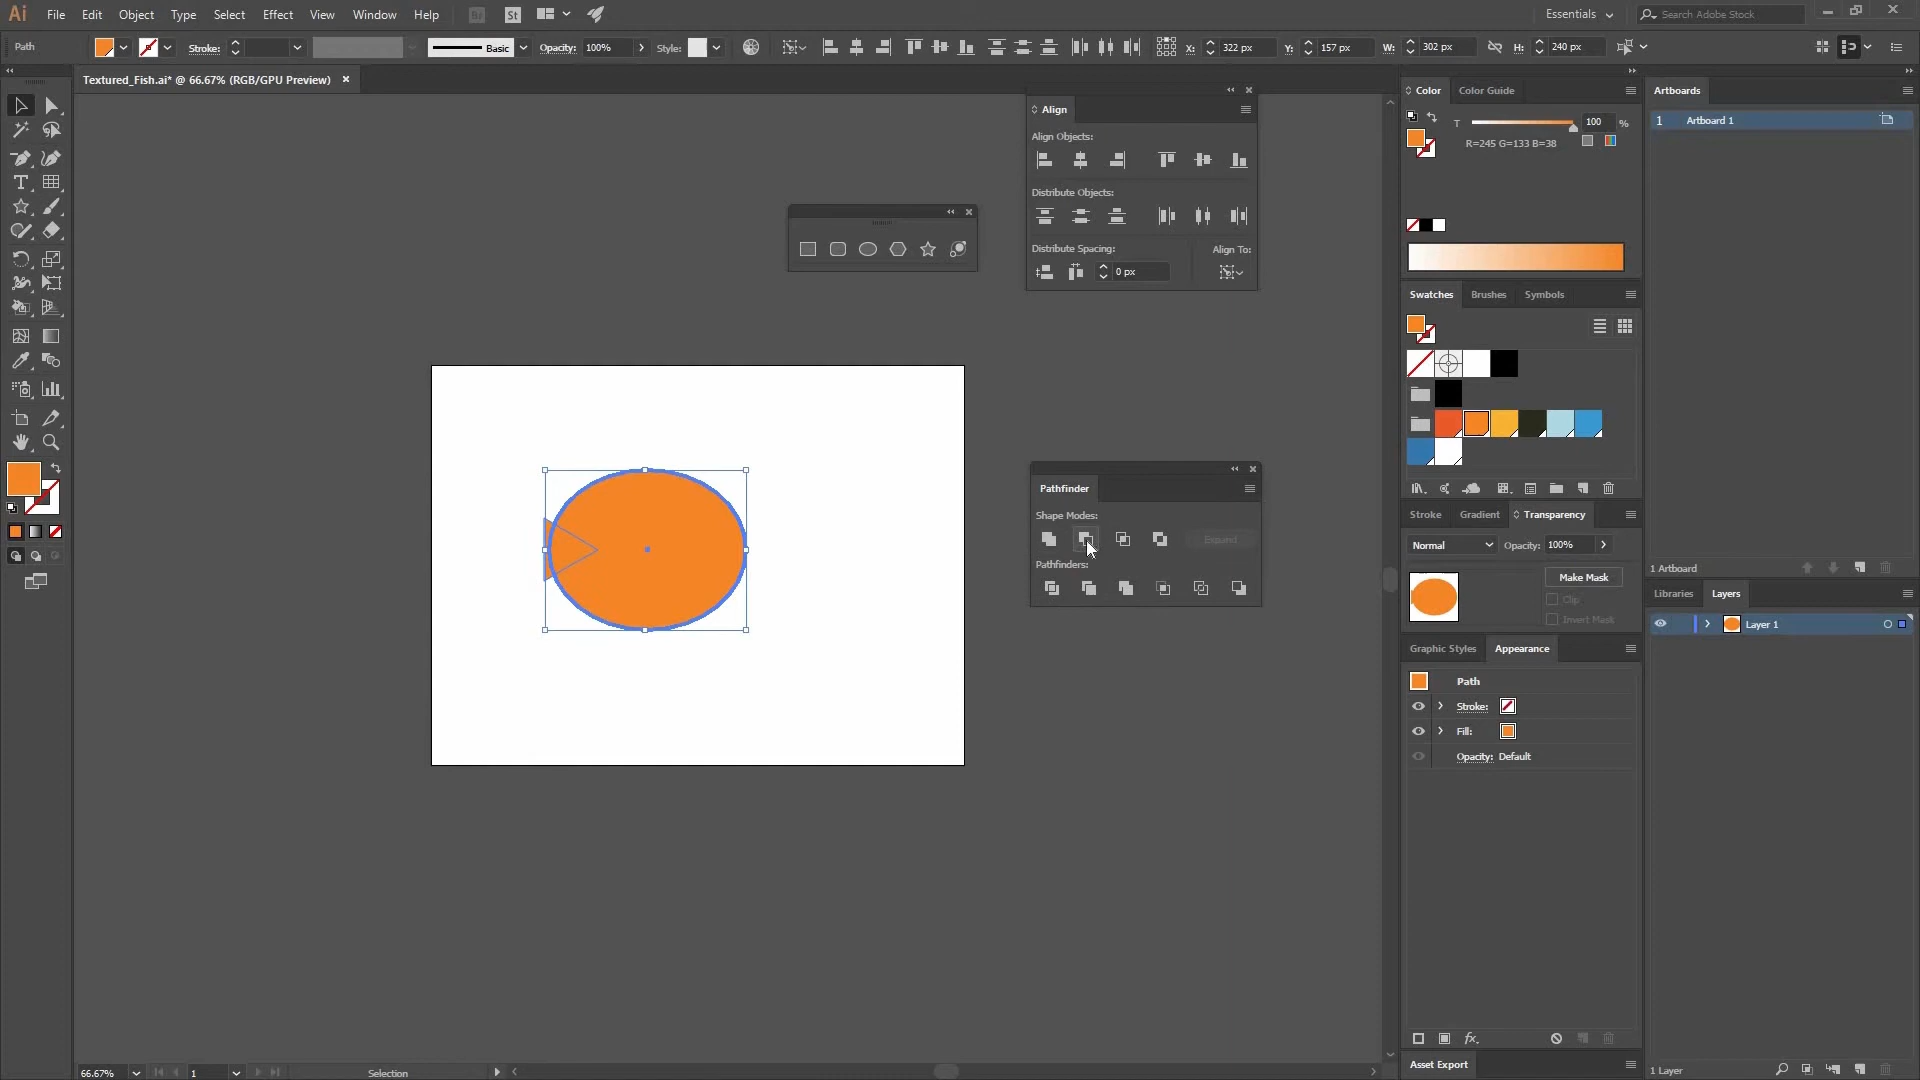 Ai File Edit Object Type Select Effect View Window Help Br St Essentials Search Adobe Stock
Path Stroke: Basic Opacity: 100% Style: X: 322 px Y: 157 px W: 302 px H: 240 px
Textured_Fish.ai* @ 66.67% (RGB/GPU Preview)
Align
Align Objects:
Distribute Objects:
Distribute Spacing: Align To:
0 px
Pathfinder
Shape Modes:
Expand
Pathfinders:
Color Color Guide
T 100 %
R=245 G=133 B=38
Swatches Brushes Symbols
Stroke Gradient Transparency
Normal Opacity: 100%
Make Mask
Clip
Invert Mask
Graphic Styles Appearance
Path
Stroke:
Fill:
Opacity: Default
Asset Export
Artboards
1 Artboard 1
1 Artboard
Libraries Layers
Layer 1
1 Layer
66.67% 1 Selection